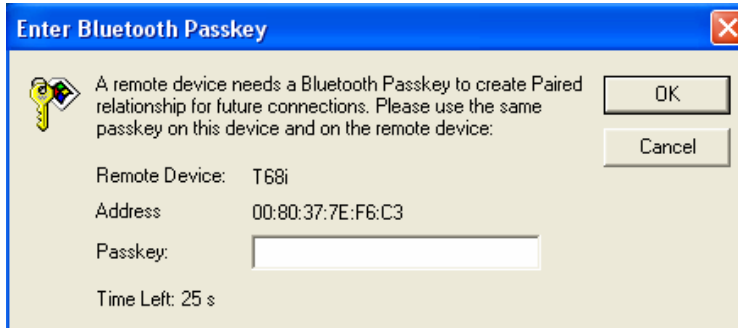 Enter Bluetooth Passkey
A remote device needs a Bluetooth Passkey to create Paired
relationship for future connections. Please use the same
passkey on this device and on the remote device:
OK
Cancel
Remote Device: T68i
Address 00:80:37:7E:F6:C3
Passkey:
Time Left: 25 s